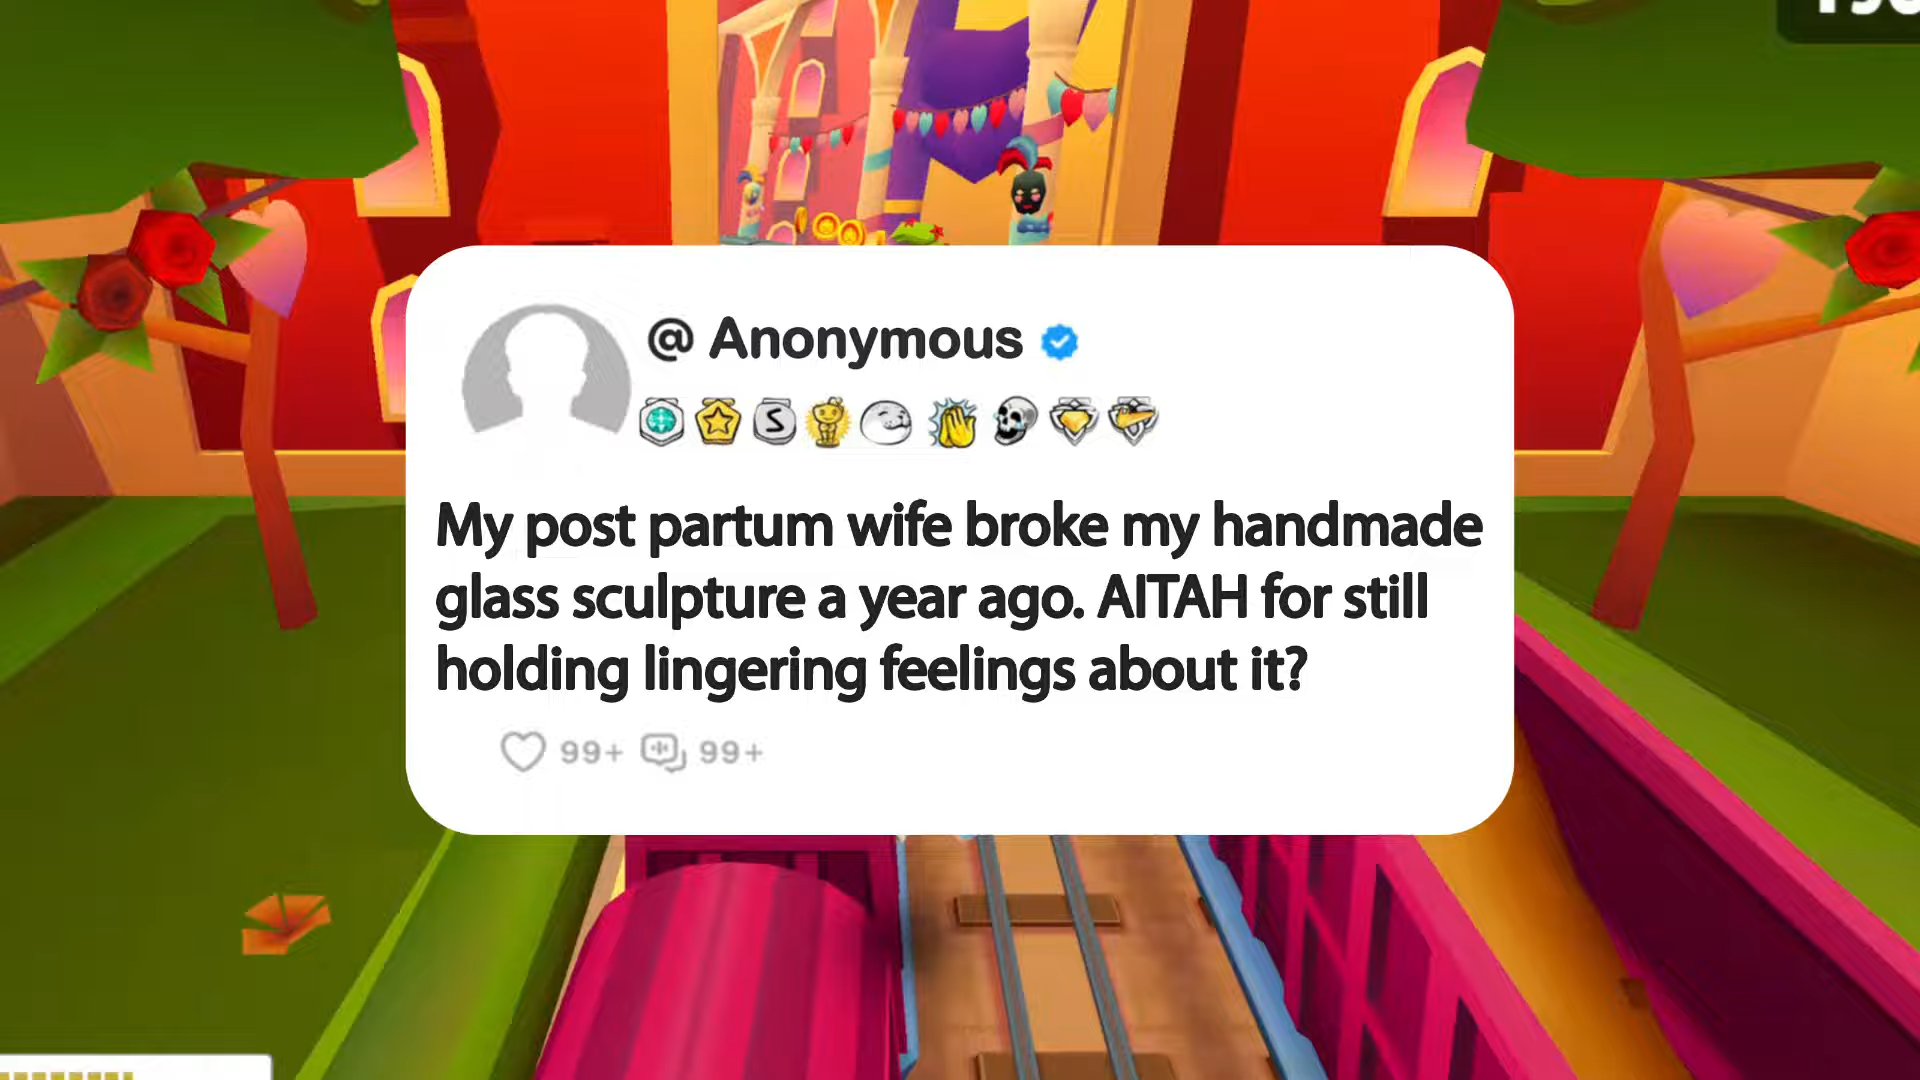 @ Anonymous
My post partum wife broke my handmade
glass sculpture a year ago. AITAH for still
holding lingering feelings about it?
99+ 99+